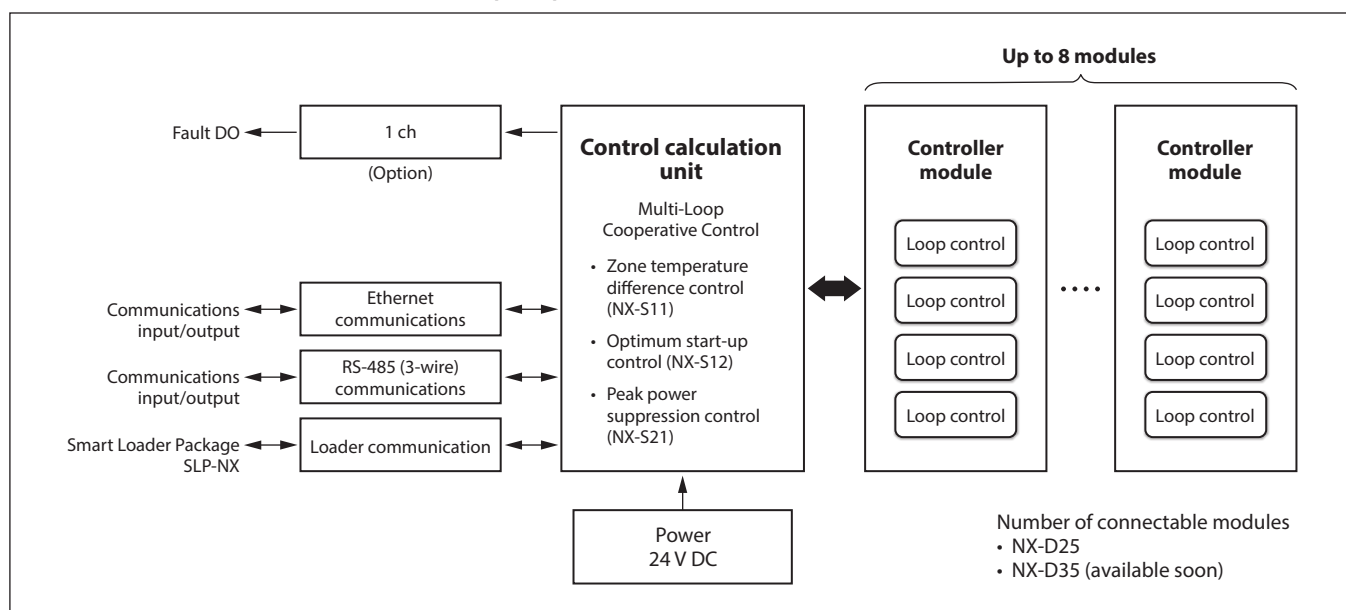 Up to 8 modules
Fault DO
1 ch
(Option)
Control calculation
unit
Multi-Loop
Cooperative Control
• Zone temperature
difference control
(NX-S11)
• Optimum start-up
control (NX-S12)
• Peak power
suppression control
(NX-S21)
Communications
input/output
Ethernet
communications
Communications
input/output
RS-485 (3-wire)
communications
Smart Loader Package
SLP-NX
Loader communication
Power
24 V DC
Controller
module
Loop control
Loop control
Loop control
Loop control
....
Controller
module
Loop control
Loop control
Loop control
Loop control
Number of connectable modules
• NX-D25
• NX-D35 (available soon)